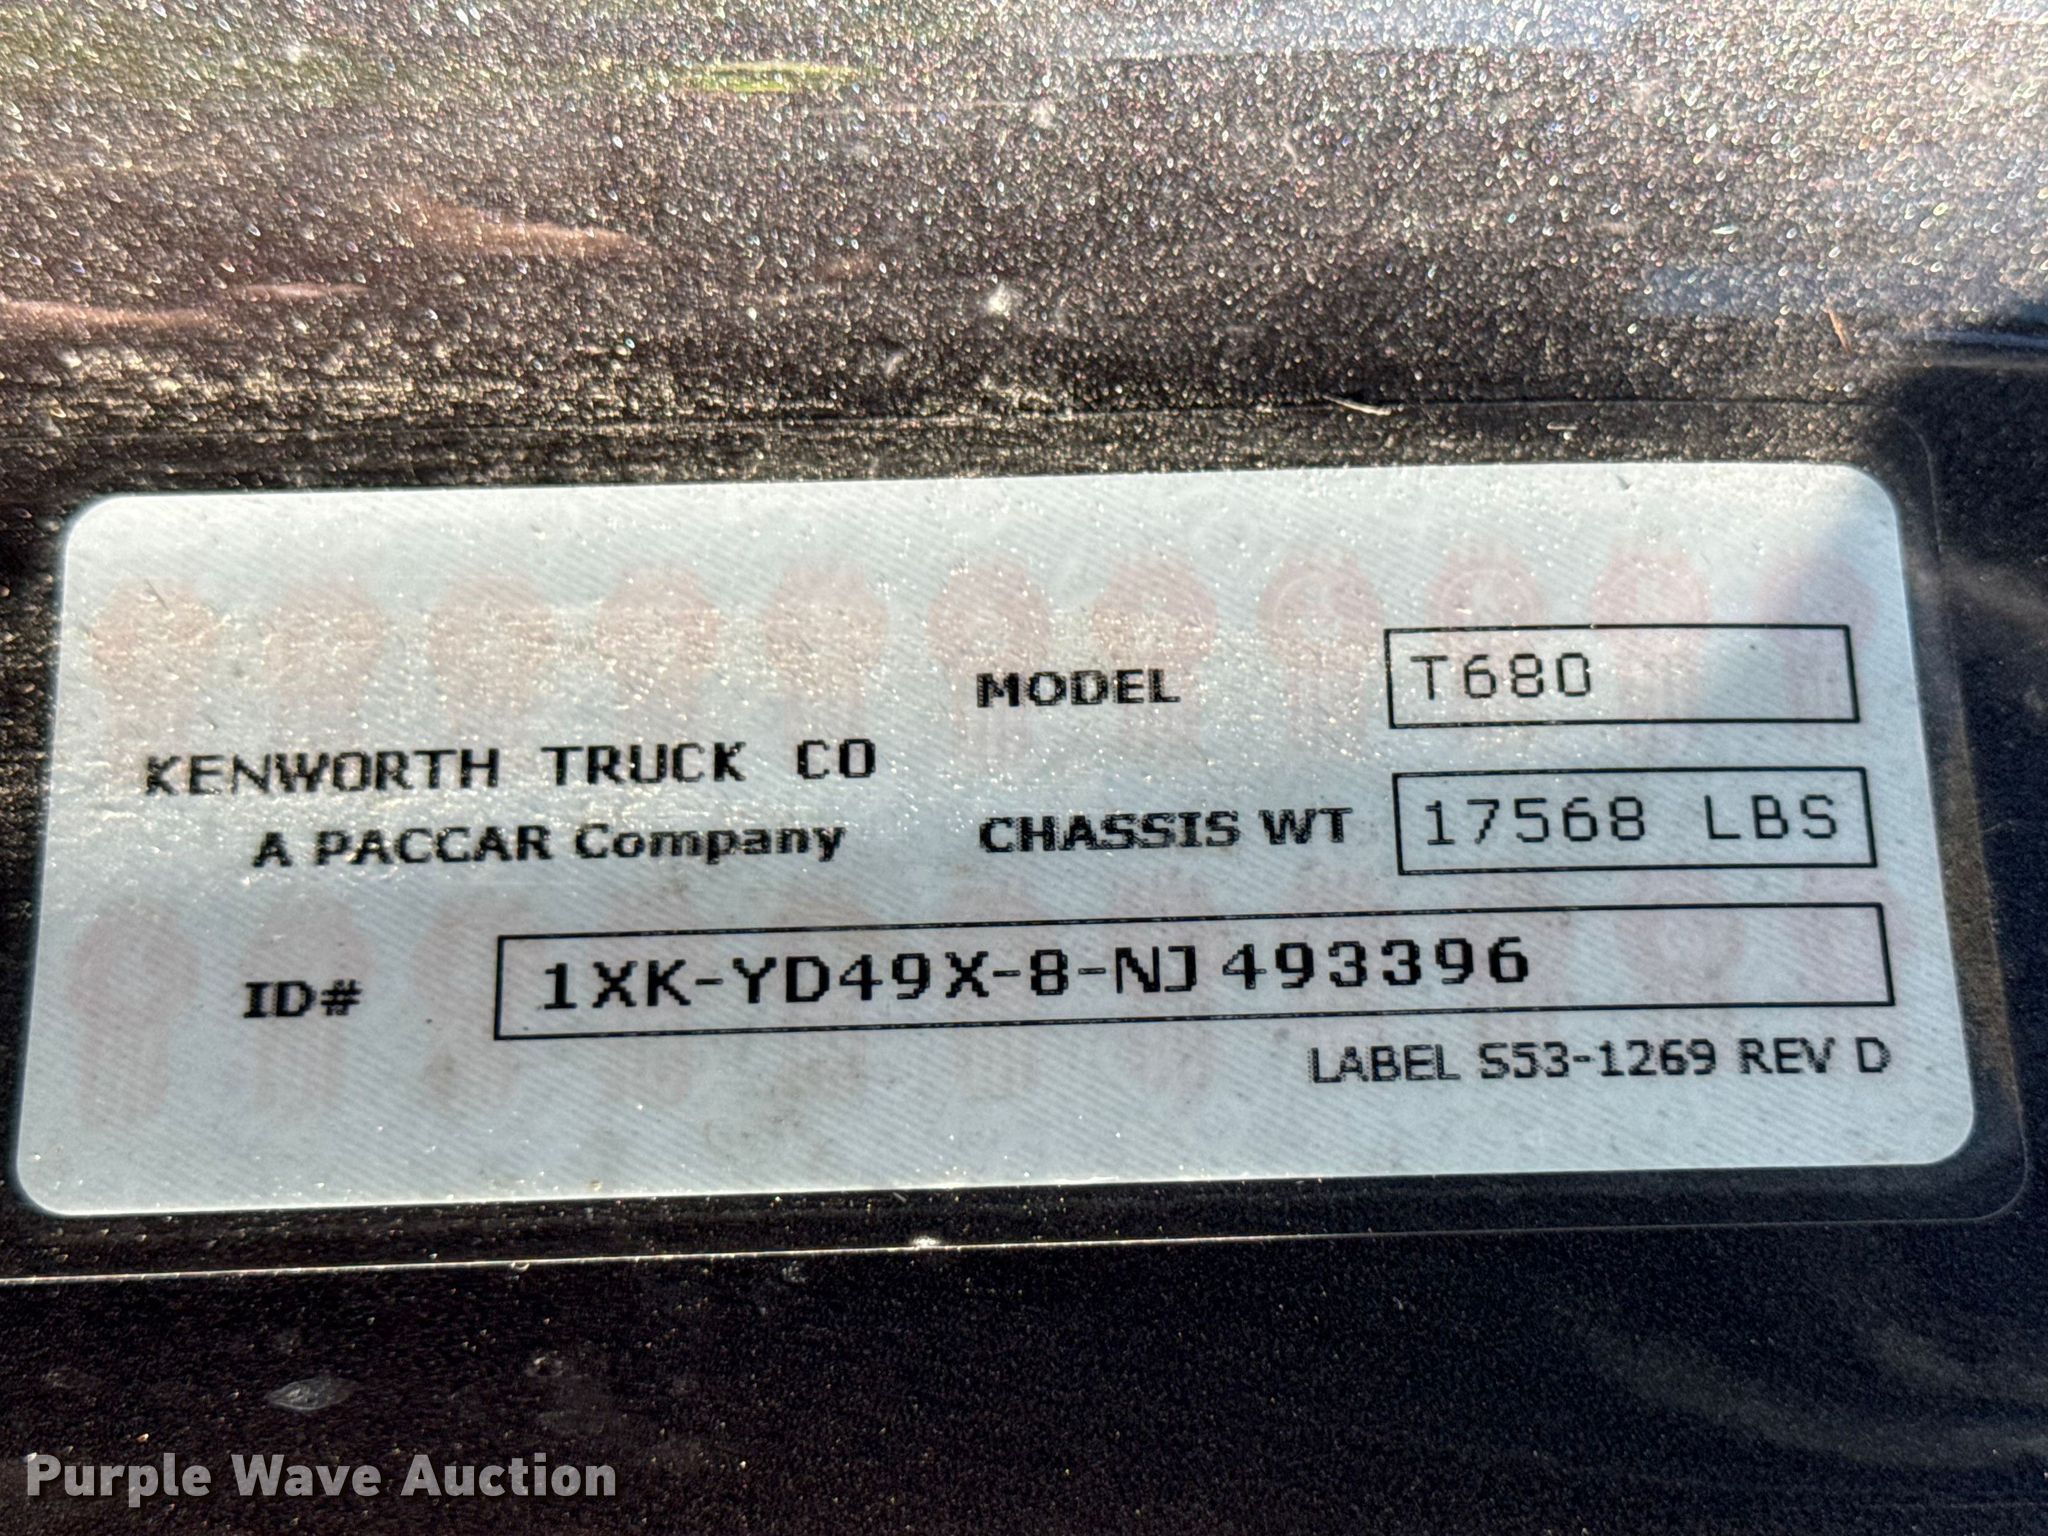 MODEL T680
KENWORTH TRUCK CO
A PACCAR Company
CHASSIS WT 17568 LBS
ID# 1XK-YD49X-8-NJ493396
LABEL S53-1269 REV D
Purple Wave Auction